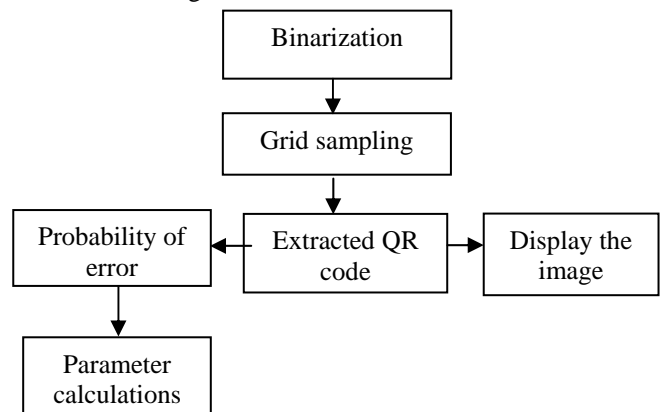 Binarization
Grid sampling
Probability of
error
Extracted QR
code
Display the
image
Parameter
calculations